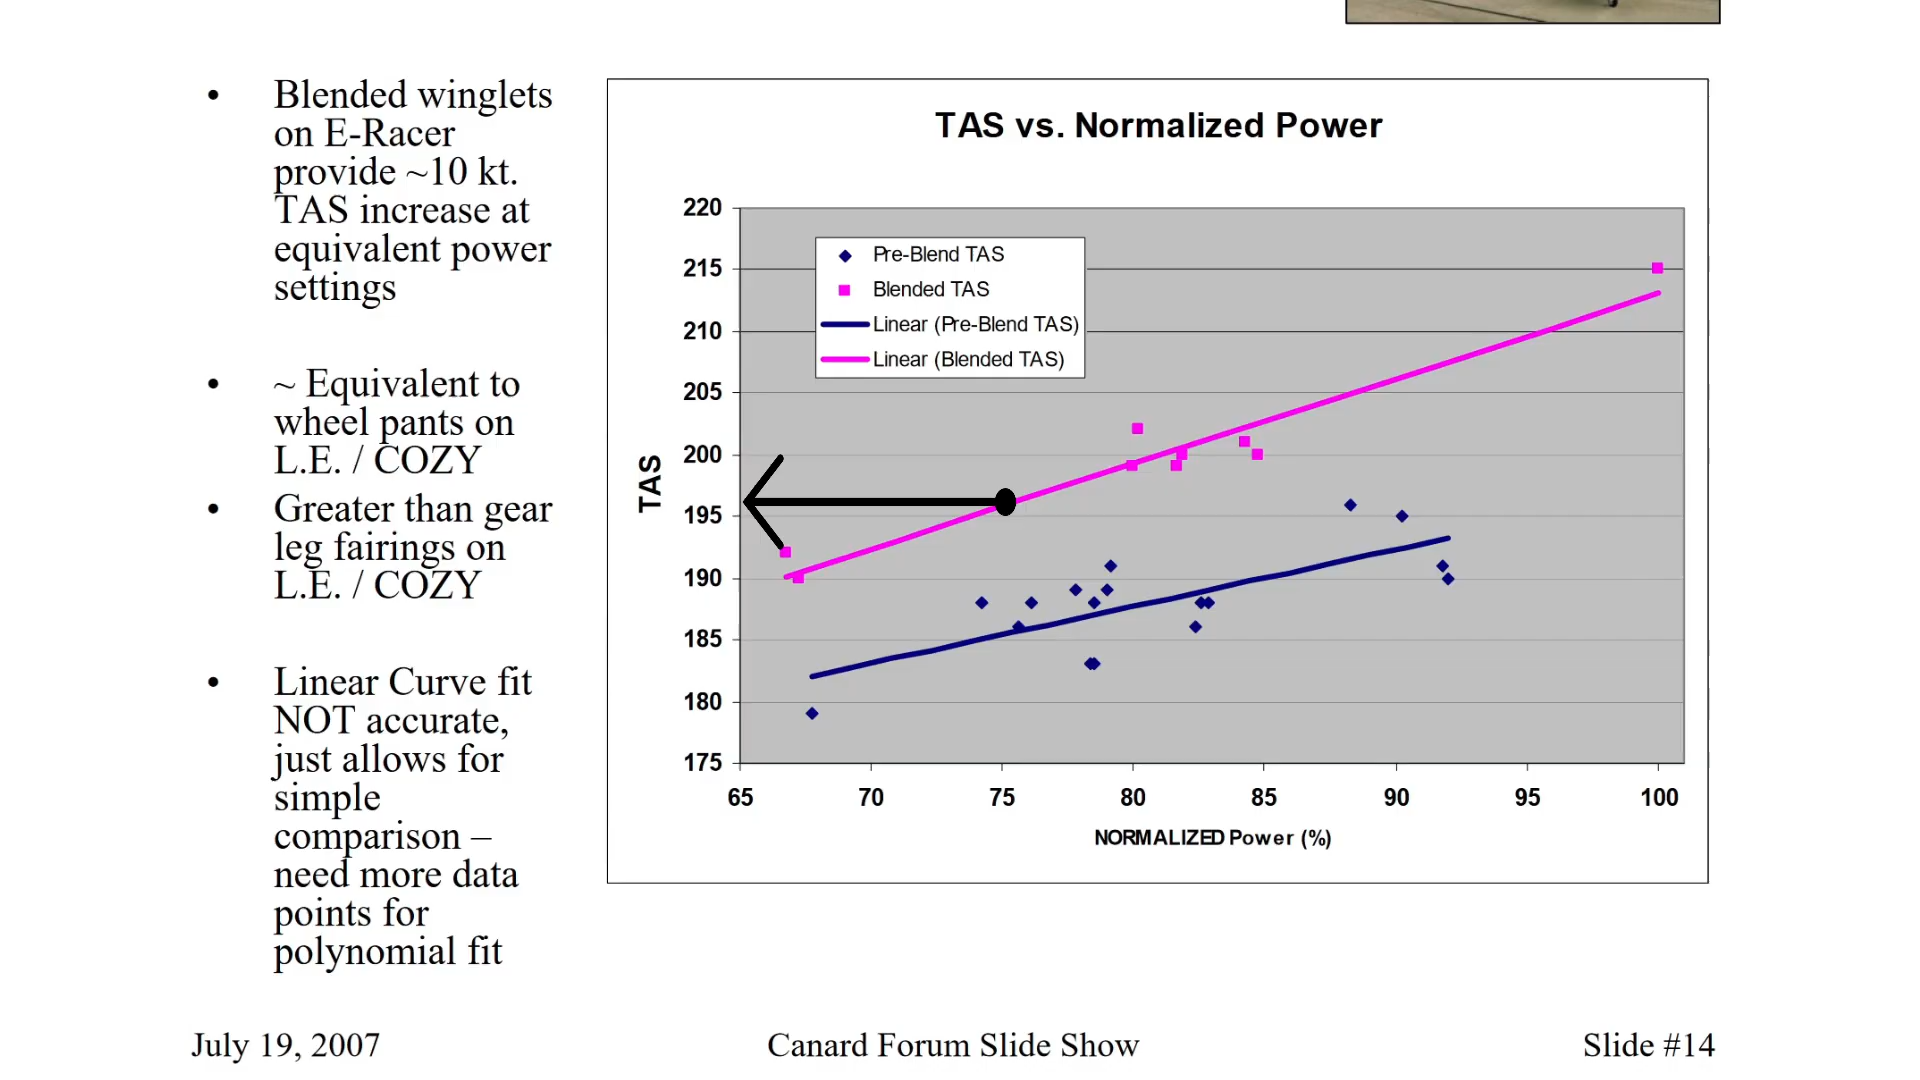 • Blended winglets
on E-Racer
provide ~10 kt.
TAS increase at
equivalent power
settings
• ~ Equivalent to
wheel pants on
L.E. / COZY
• Greater than gear
leg fairings on
L.E. / COZY
• Linear Curve fit
NOT accurate,
just allows for
simple
comparison –
need more data
points for
polynomial fit
TAS vs. Normalized Power
220
215
210
205
200
195
190
185
180
175
TAS
Pre-Blend TAS
Blended TAS
Linear (Pre-Blend TAS)
Linear (Blended TAS)
65 70 75 80 85 90 95 100
NORMALIZED Power (%)
July 19, 2007 Canard Forum Slide Show Slide #14